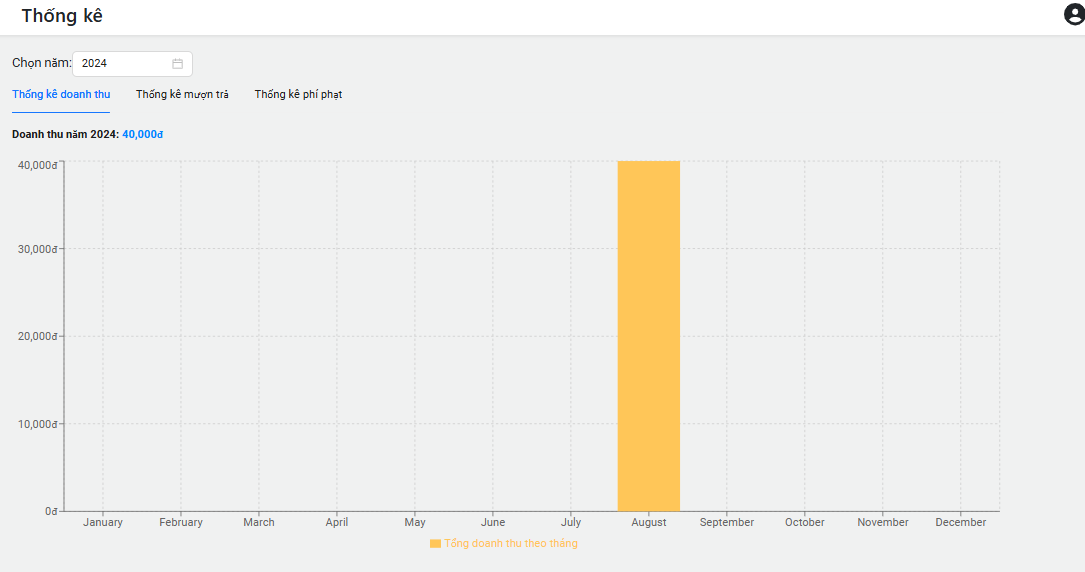 Thống kê
Chọn năm: 2024
Thống kê doanh thu Thống kê mượn trả Thống kê phí phạt
Doanh thu năm 2024: 40,000đ
40,000đ
30,000đ
20,000đ
10,000đ
0đ
January February March April May June July August September October November December
Tổng doanh thu theo tháng